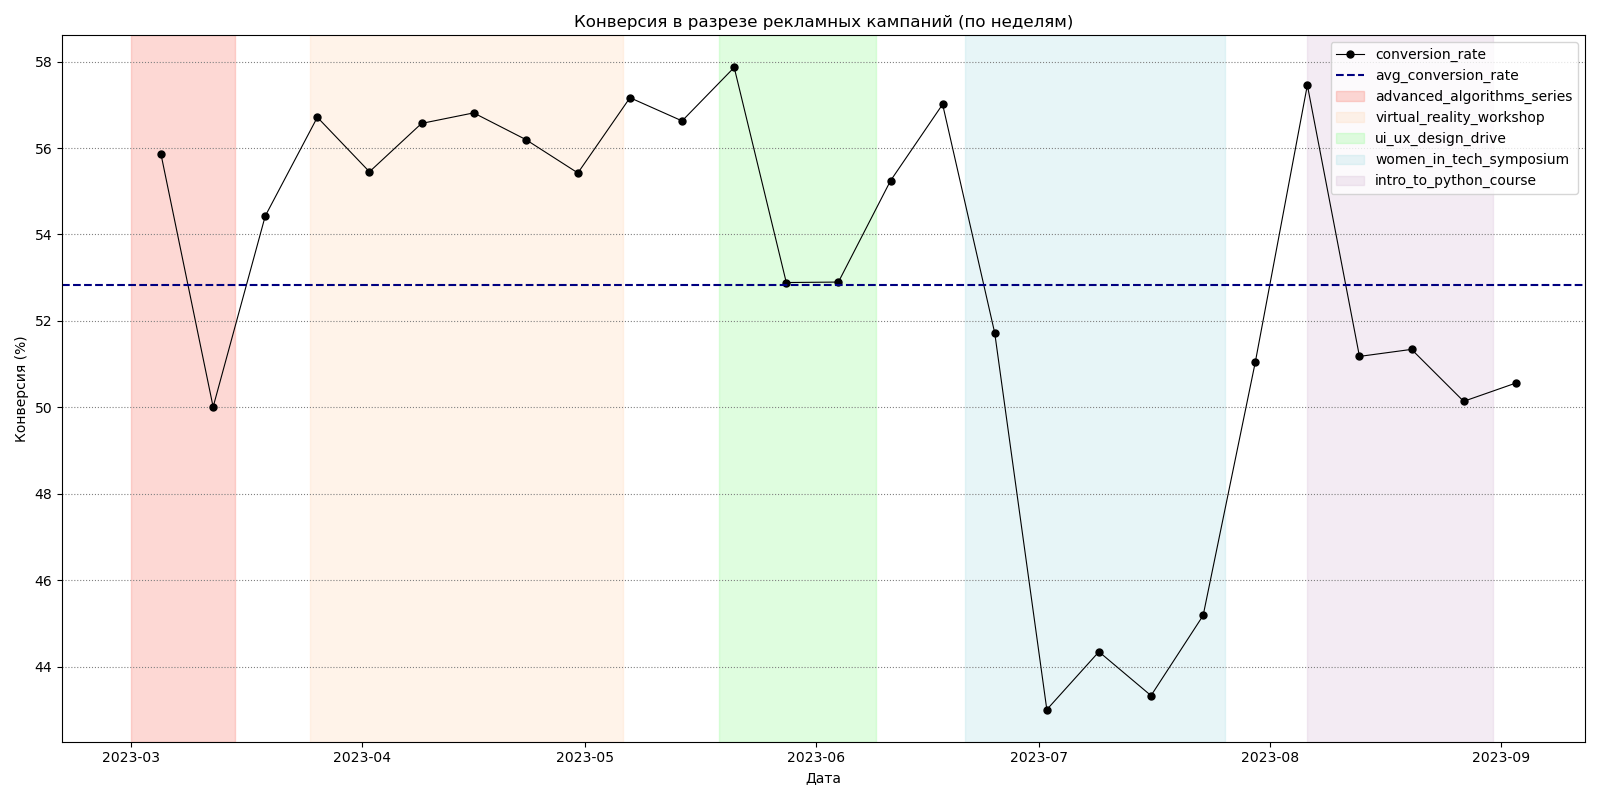 Конверсия в разрезе рекламных кампаний (по неделям)
Конверсия (%)
58
56
54
52
50
48
46
44
conversion_rate
avg_conversion_rate
advanced_algorithms_series
virtual_reality_workshop
ui_ux_design_drive
women_in_tech_symposium
intro_to_python_course
2023-03
2023-04
2023-05
2023-06
2023-07
2023-08
2023-09
Дата